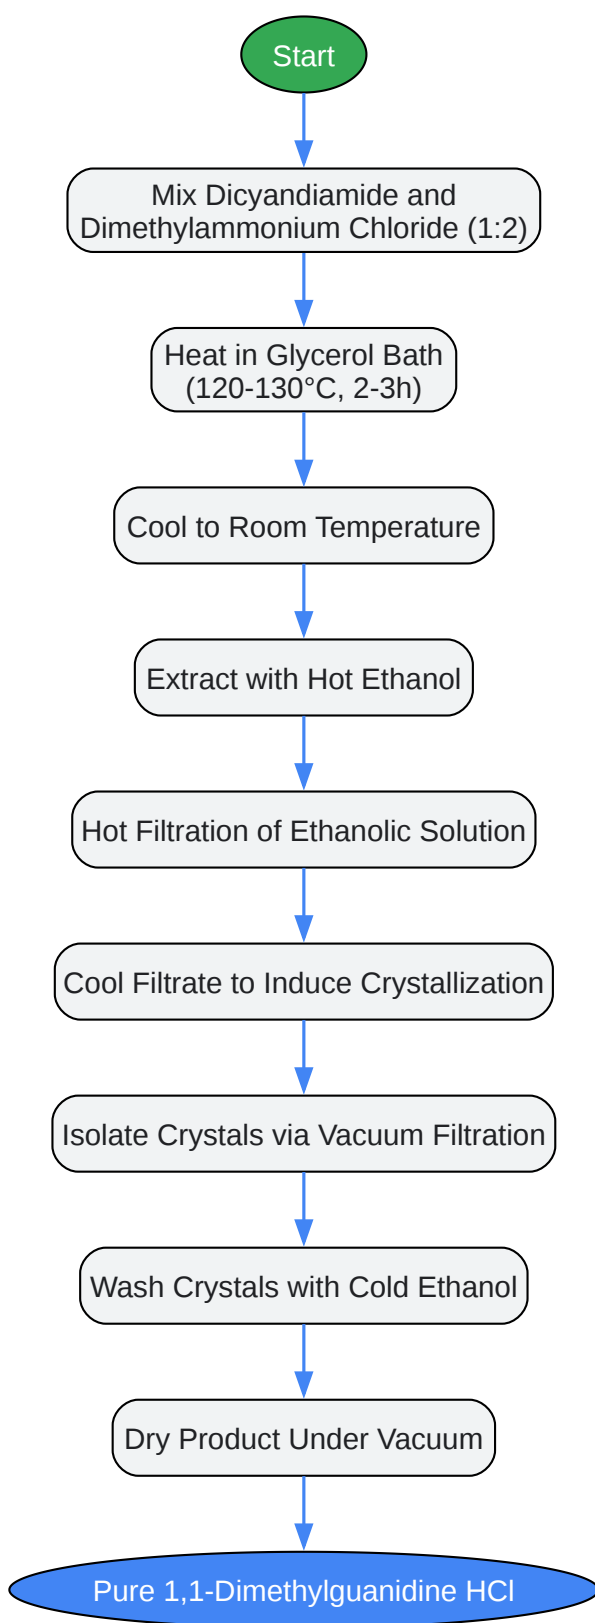 Start
Mix Dicyandiamide and
Dimethylammonium Chloride (1:2)
Heat in Glycerol Bath
(120-130°C, 2-3h)
Cool to Room Temperature
Extract with Hot Ethanol
Hot Filtration of Ethanolic Solution
Cool Filtrate to Induce Crystallization
Isolate Crystals via Vacuum Filtration
Wash Crystals with Cold Ethanol
Dry Product Under Vacuum
Pure 1,1-Dimethylguanidine HCl